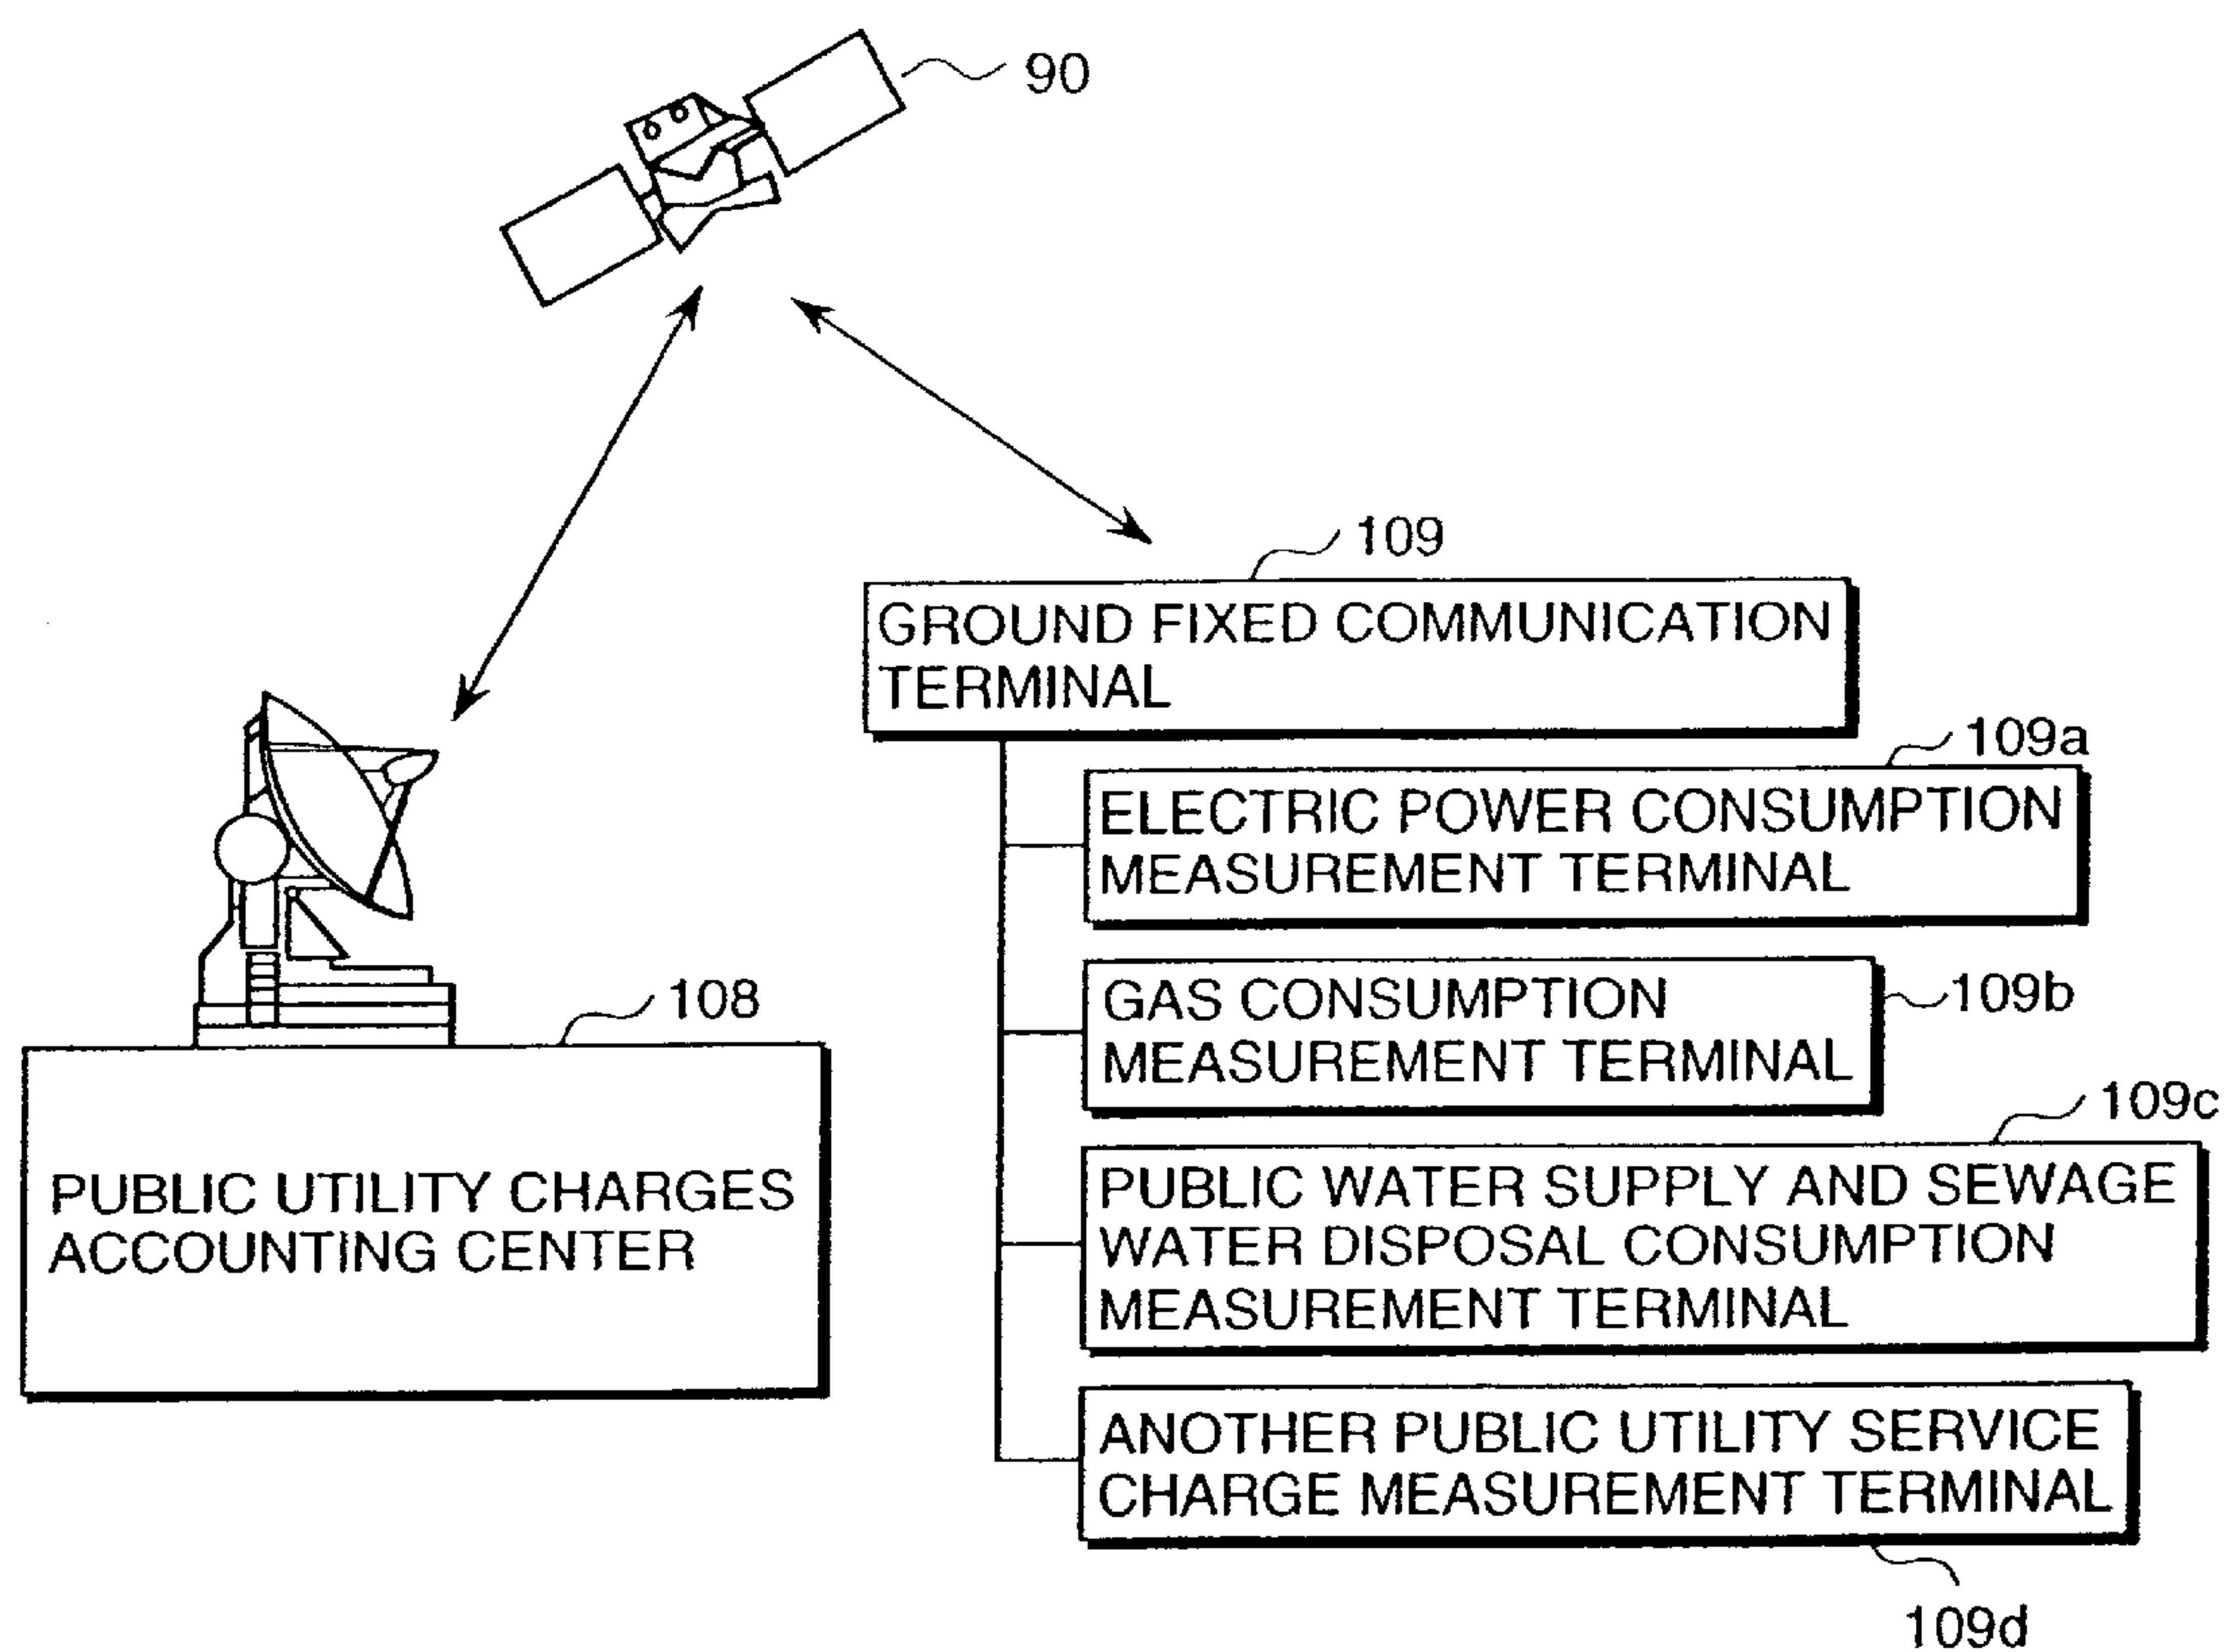 90
109
GROUND FIXED COMMUNICATION
TERMINAL
109a
ELECTRIC POWER CONSUMPTION
MEASUREMENT TERMINAL
109b
GAS CONSUMPTION
MEASUREMENT TERMINAL
109c
PUBLIC WATER SUPPLY AND SEWAGE
WATER DISPOSAL CONSUMPTION
MEASUREMENT TERMINAL
ANOTHER PUBLIC UTILITY SERVICE
CHARGE MEASUREMENT TERMINAL
109d
108
PUBLIC UTILITY CHARGES
ACCOUNTING CENTER